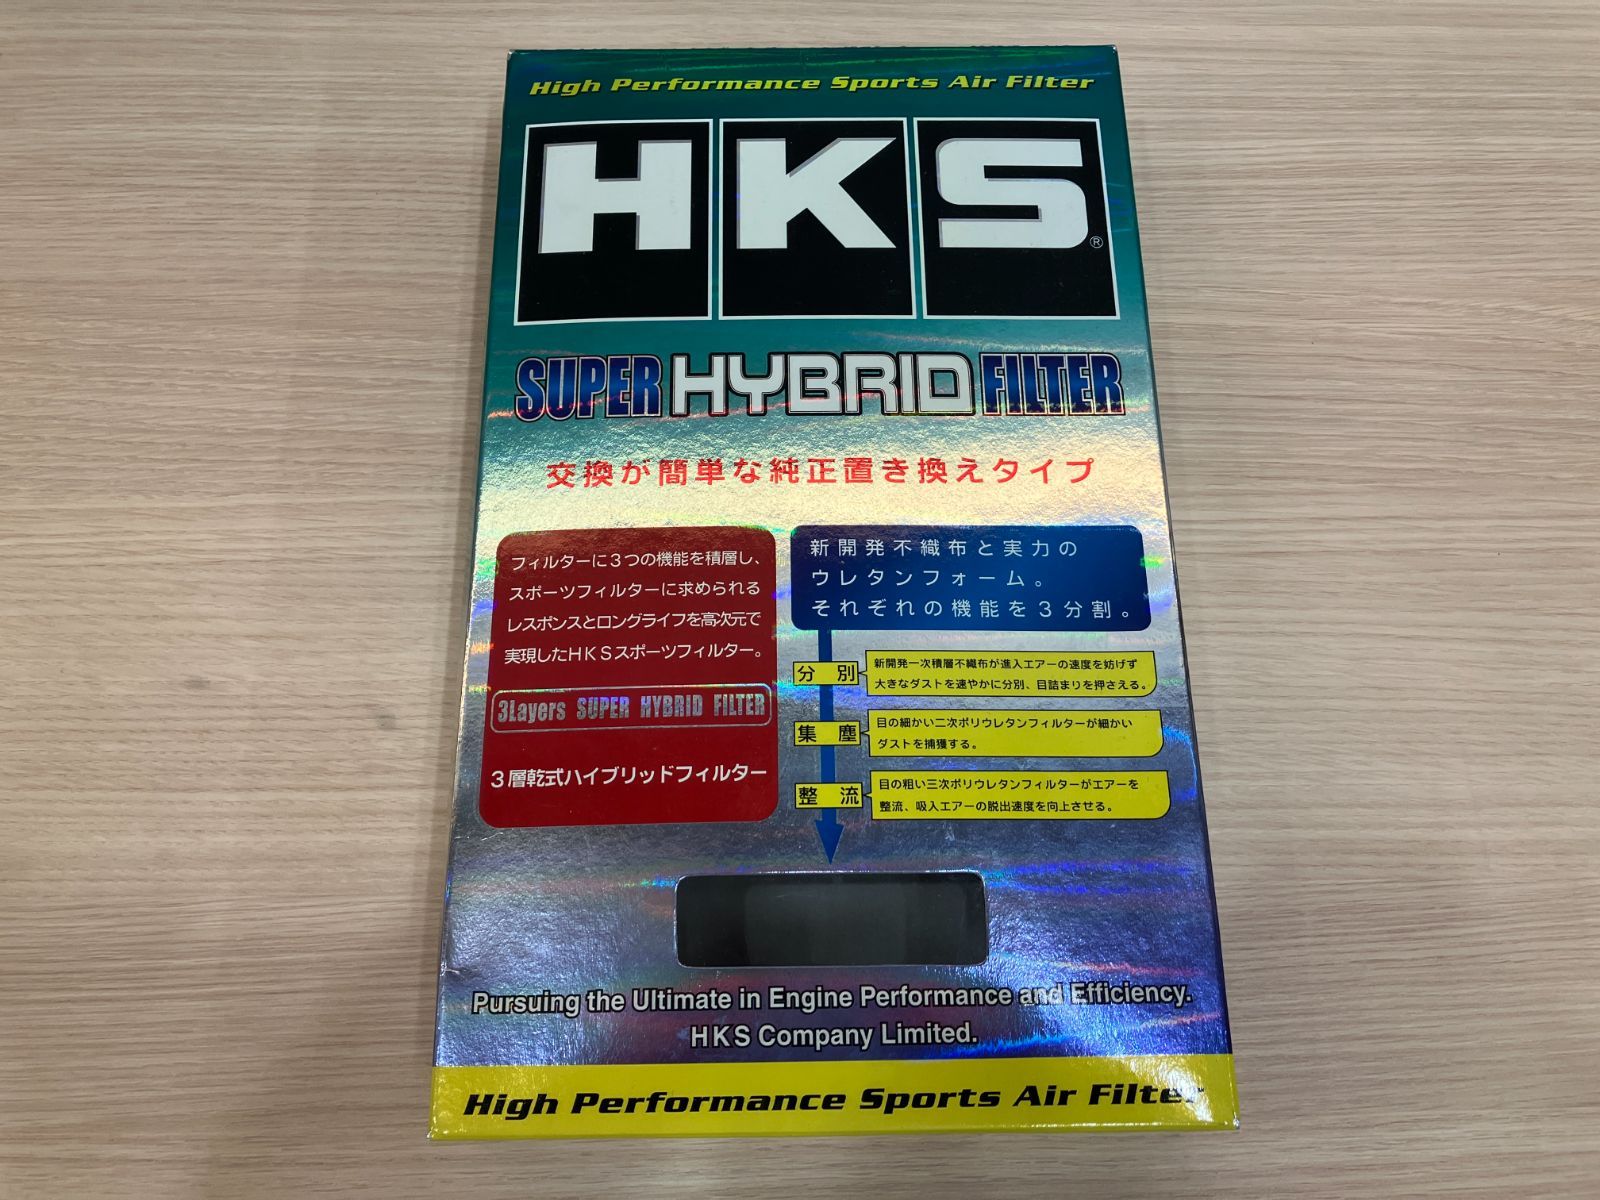 High Performance Sports Air Filter
HKS®
SUPER HYBRID FILTER
交換が簡単な純正置き換えタイプ
フィルターに3つの機能を積層し、
スポーツフィルターに求められる
レスポンスとロングライフを高次元で
実現したHKSスポーツフィルター。
3Layers SUPER HYBRID FILTER
3層乾式ハイブリッドフィルター
新開発不織布と実力の
ウレタンフォーム。
それぞれの機能を3分割。
分別
新開発一次積層不織布が進入エアーの速度を妨げず
大きなダストを速やかに分別、目詰まりを押さえる。
集塵
目の細かい二次ポリウレタンフィルターが細かい
ダストを捕獲する。
整流
目の粗い三次ポリウレタンフィルターがエアーを
整流、吸入エアーの脱出速度を向上させる。
Pursuing the Ultimate in Engine Performance and Efficiency.
HKS Company Limited.
High Performance Sports Air Filter